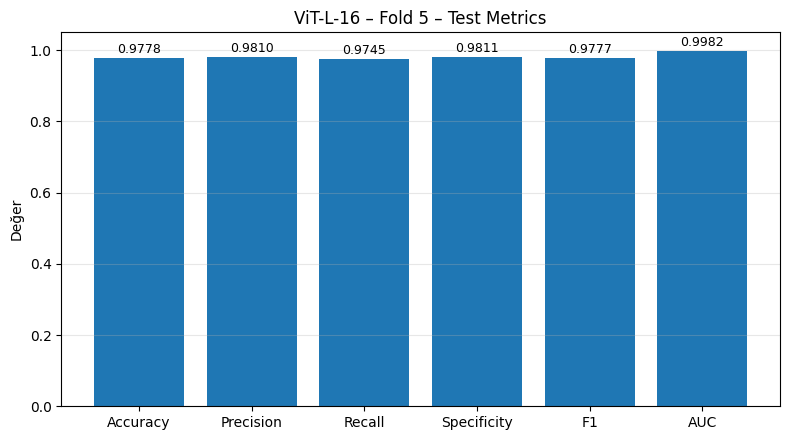 ViT-L-16 – Fold 5 – Test Metrics
0.9778 0.9810 0.9745 0.9811 0.9777 0.9982
Değer
1.0
0.8
0.6
0.4
0.2
0.0
Accuracy Precision Recall Specificity F1 AUC